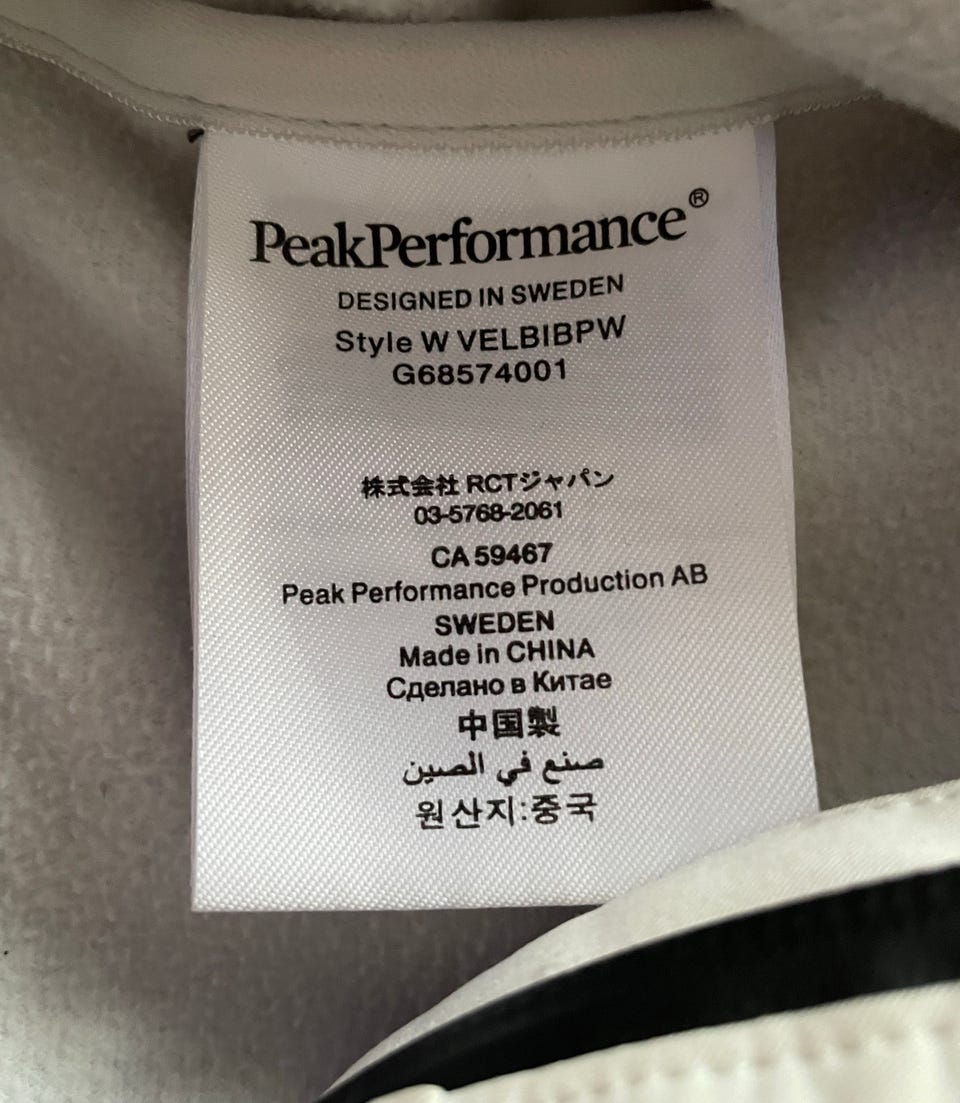 PeakPerformance®
DESIGNED IN SWEDEN
Style W VELBIBPW
G68574001
株式会社 RCTジャパン
03-5768-2061
CA 59467
Peak Performance Production AB
SWEDEN
Made in CHINA
Сделано в Китае
中国製
صنع في الصين
원산지:중국